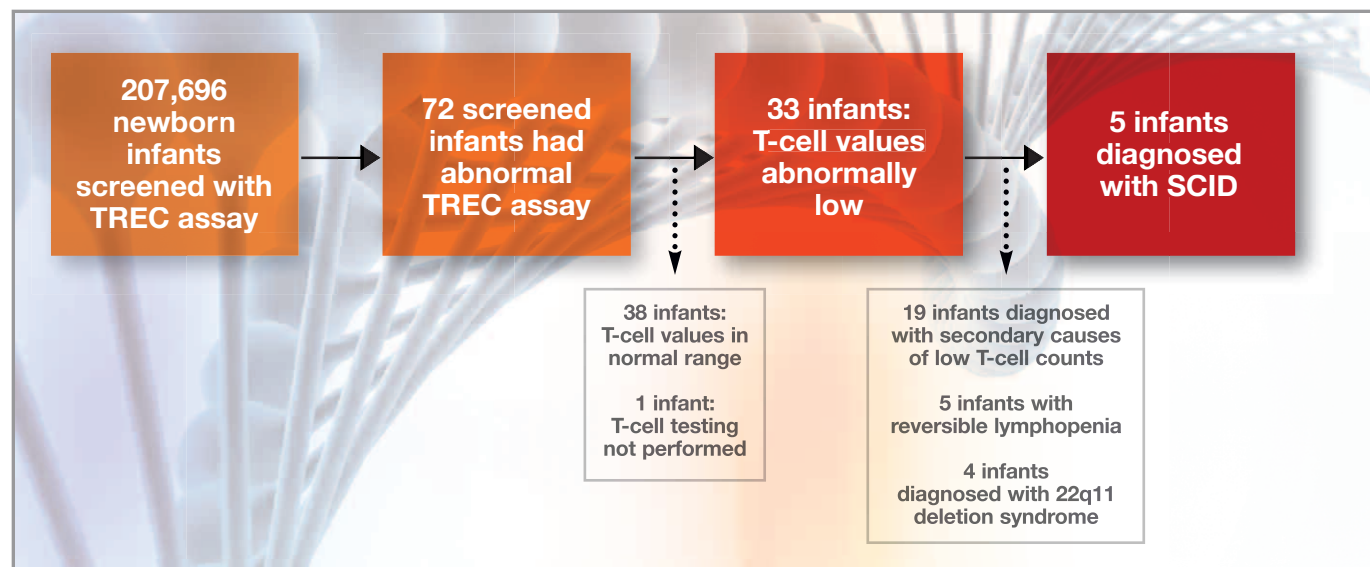 207,696
newborn
infants
screened with
TREC assay
72 screened
infants had
abnormal
TREC assay
33 infants:
T-cell values
abnormally
low
5 infants
diagnosed
with SCID
38 infants:
T-cell values in
normal range
1 infant:
T-cell testing
not performed
19 infants diagnosed
with secondary causes
of low T-cell counts
5 infants with
reversible lymphopenia
4 infants
diagnosed with 22q11
deletion syndrome